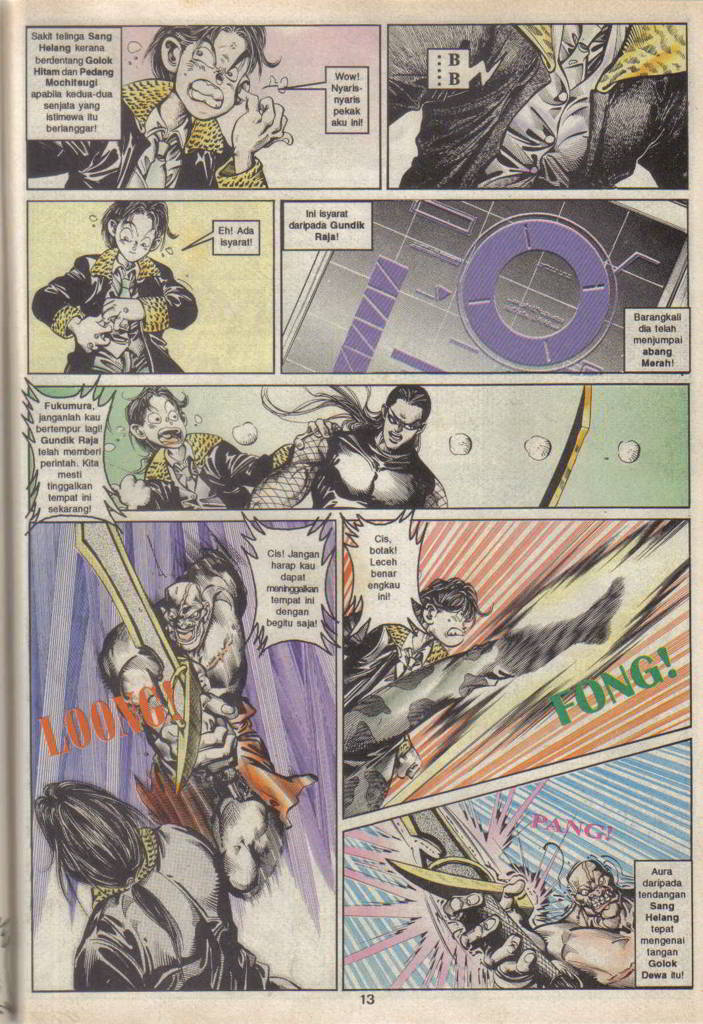 Sakit telinga Sang
Helang kerana
berdentang Golok
Hitam dan Pedang
Mochitsugi
apabila kedua-dua
senjata yang
istimewa itu
berlanggar!
Wow!
Nyaris-
nyaris
pekak
aku ini!
B
B
Eh! Ada
isyarat!
Ini isyarat
daripada Gundik
Raja!
Barangkali
dia telah
menjumpai
abang
Merah!
Fukumura,
janganlah kau
bertempur lagi!
Gundik Raja
telah memberi
perintah. Kita
mesti
tinggalkan
tempat ini
sekarang!
Cis! Jangan
harap kau
dapat
meninggalkan
tempat ini
dengan
begitu saja!
LOONG!
Cis,
botak!
Leceh
benar
engkau
ini!
FONG!
PANG!
Aura
daripada
tendangan
Sang
Helang
tepat
mengenai
tangan
Golok
Dewa itu!
13